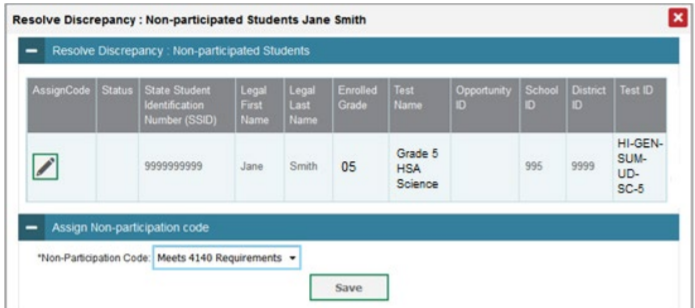 Resolve Discrepancy : Non-participated Students Jane Smith
Resolve Discrepancy : Non-participated Students
AssignCode Status State Student Identification Number (SSID) Legal First Name Legal Last Name Enrolled Grade Test Name Opportunity ID School ID District ID Test ID
9999999999 Jane Smith 05 Grade 5 HSA Science 995 9999 HI-GEN-SUM-UD-SC-5
Assign Non-participation code
*Non-Participation Code: Meets 4140 Requirements
Save